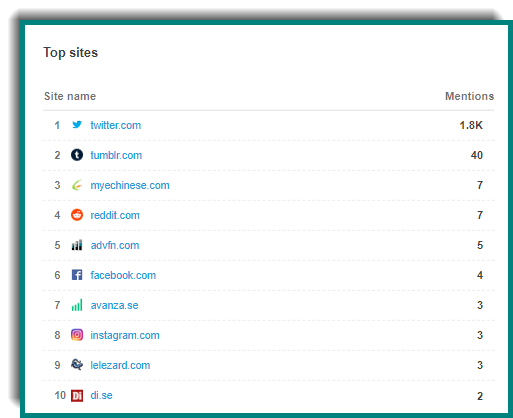 Top sites
Site name Mentions
1 twitter.com 1.8K
2 tumblr.com 40
3 myechinese.com 7
4 reddit.com 7
5 advfn.com 5
6 facebook.com 4
7 avanza.se 3
8 instagram.com 3
9 lelezard.com 3
10 Di di.se 2